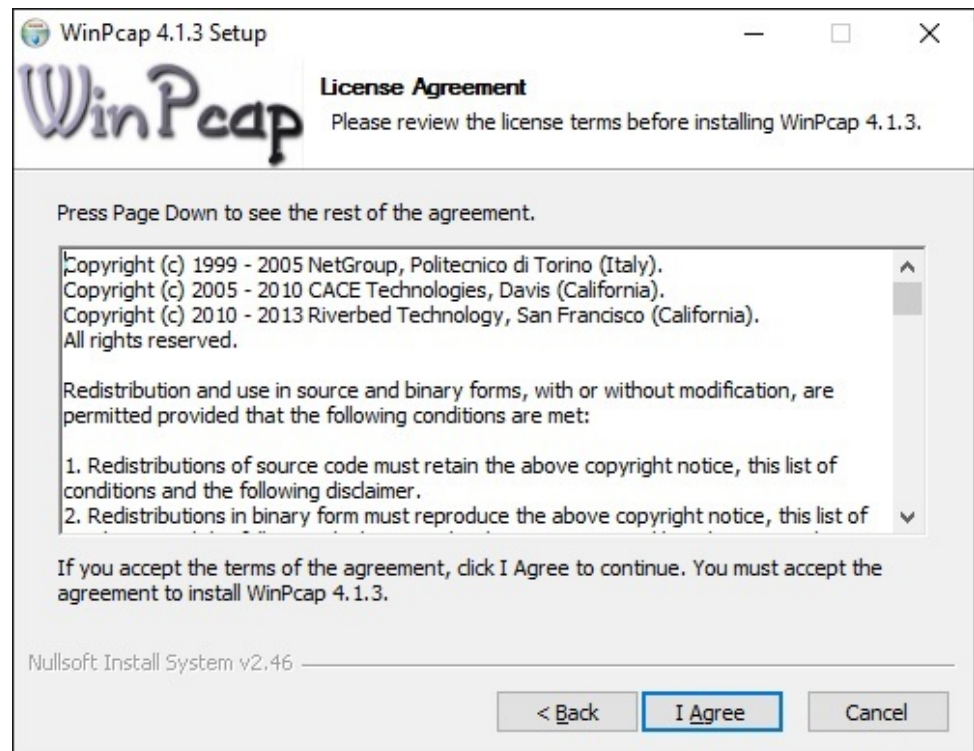 WinPcap 4.1.3 Setup
WinPcap
License Agreement
Please review the license terms before installing WinPcap 4.1.3.
Press Page Down to see the rest of the agreement.
Copyright (c) 1999 - 2005 NetGroup, Politecnico di Torino (Italy).
Copyright (c) 2005 - 2010 CACE Technologies, Davis (California).
Copyright (c) 2010 - 2013 Riverbed Technology, San Francisco (California).
All rights reserved.
Redistribution and use in source and binary forms, with or without modification, are
permitted provided that the following conditions are met:
1. Redistributions of source code must retain the above copyright notice, this list of
conditions and the following disclaimer.
2. Redistributions in binary form must reproduce the above copyright notice, this list of
If you accept the terms of the agreement, click I Agree to continue. You must accept the
agreement to install WinPcap 4.1.3.
Nullsoft Install System v2.46
< Back
I Agree
Cancel